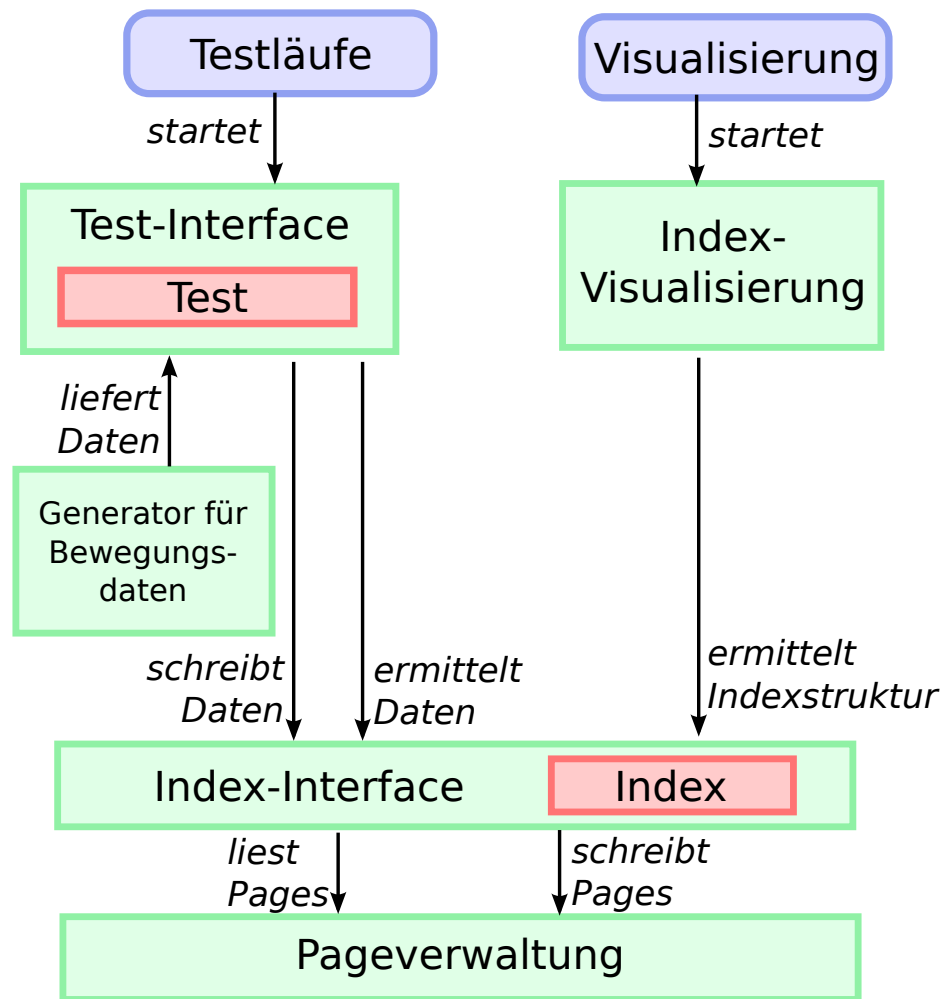 Testläufe
Visualisierung
startet
startet
Test-Interface
Test
Index-
Visualisierung
liefert
Daten
Generator für
Bewegungs-
daten
schreibt
Daten
ermittelt
Daten
ermittelt
Indexstruktur
Index-Interface
Index
liest
Pages
schreibt
Pages
Pageverwaltung